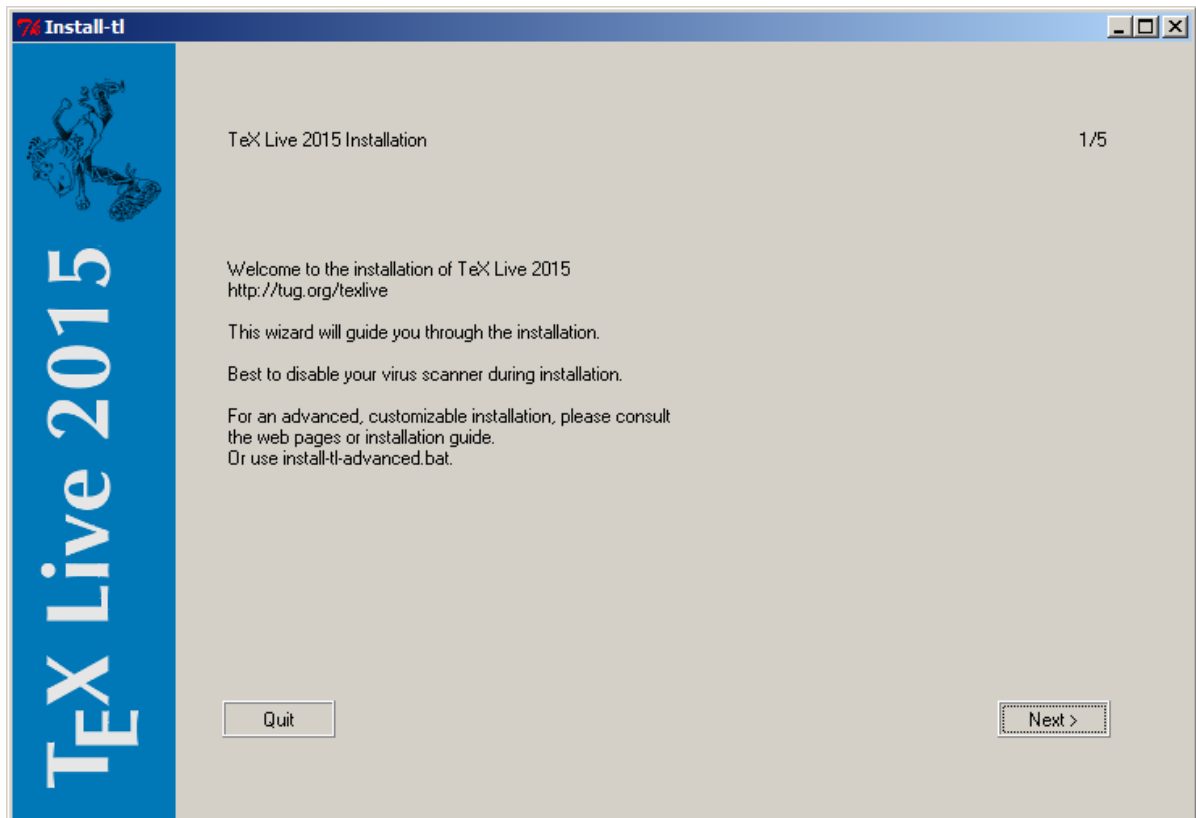 Install-tl
TeX Live 2015 Installation
1/5
Welcome to the installation of TeX Live 2015
http://tug.org/texlive
This wizard will guide you through the installation.
Best to disable your virus scanner during installation.
For an advanced, customizable installation, please consult
the web pages or installation guide.
Or use install-tl-advanced.bat.
Quit
Next >
TEX Live 2015